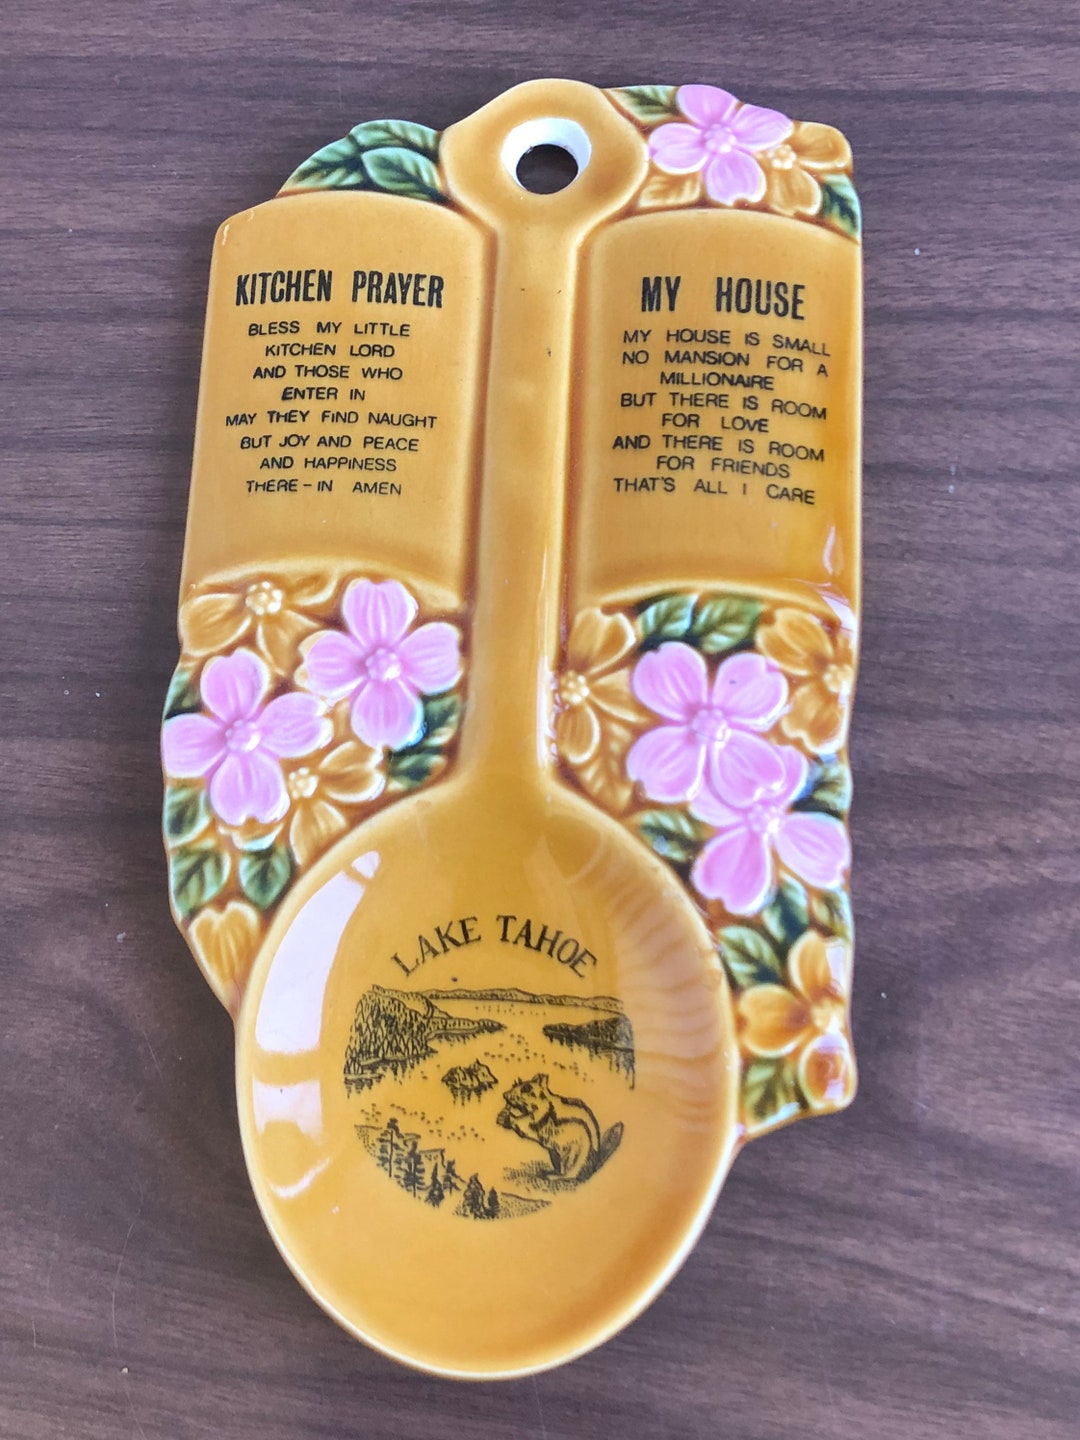 KITCHEN PRAYER
BLESS MY LITTLE
KITCHEN LORD
AND THOSE WHO
ENTER IN
MAY THEY FIND NAUGHT
BUT JOY AND PEACE
AND HAPPINESS
THERE-IN AMEN
MY HOUSE
MY HOUSE IS SMALL
NO MANSION FOR A
MILLIONAIRE
BUT THERE IS ROOM
FOR LOVE
AND THERE IS ROOM
FOR FRIENDS
THAT'S ALL I CARE
LAKE TAHOE